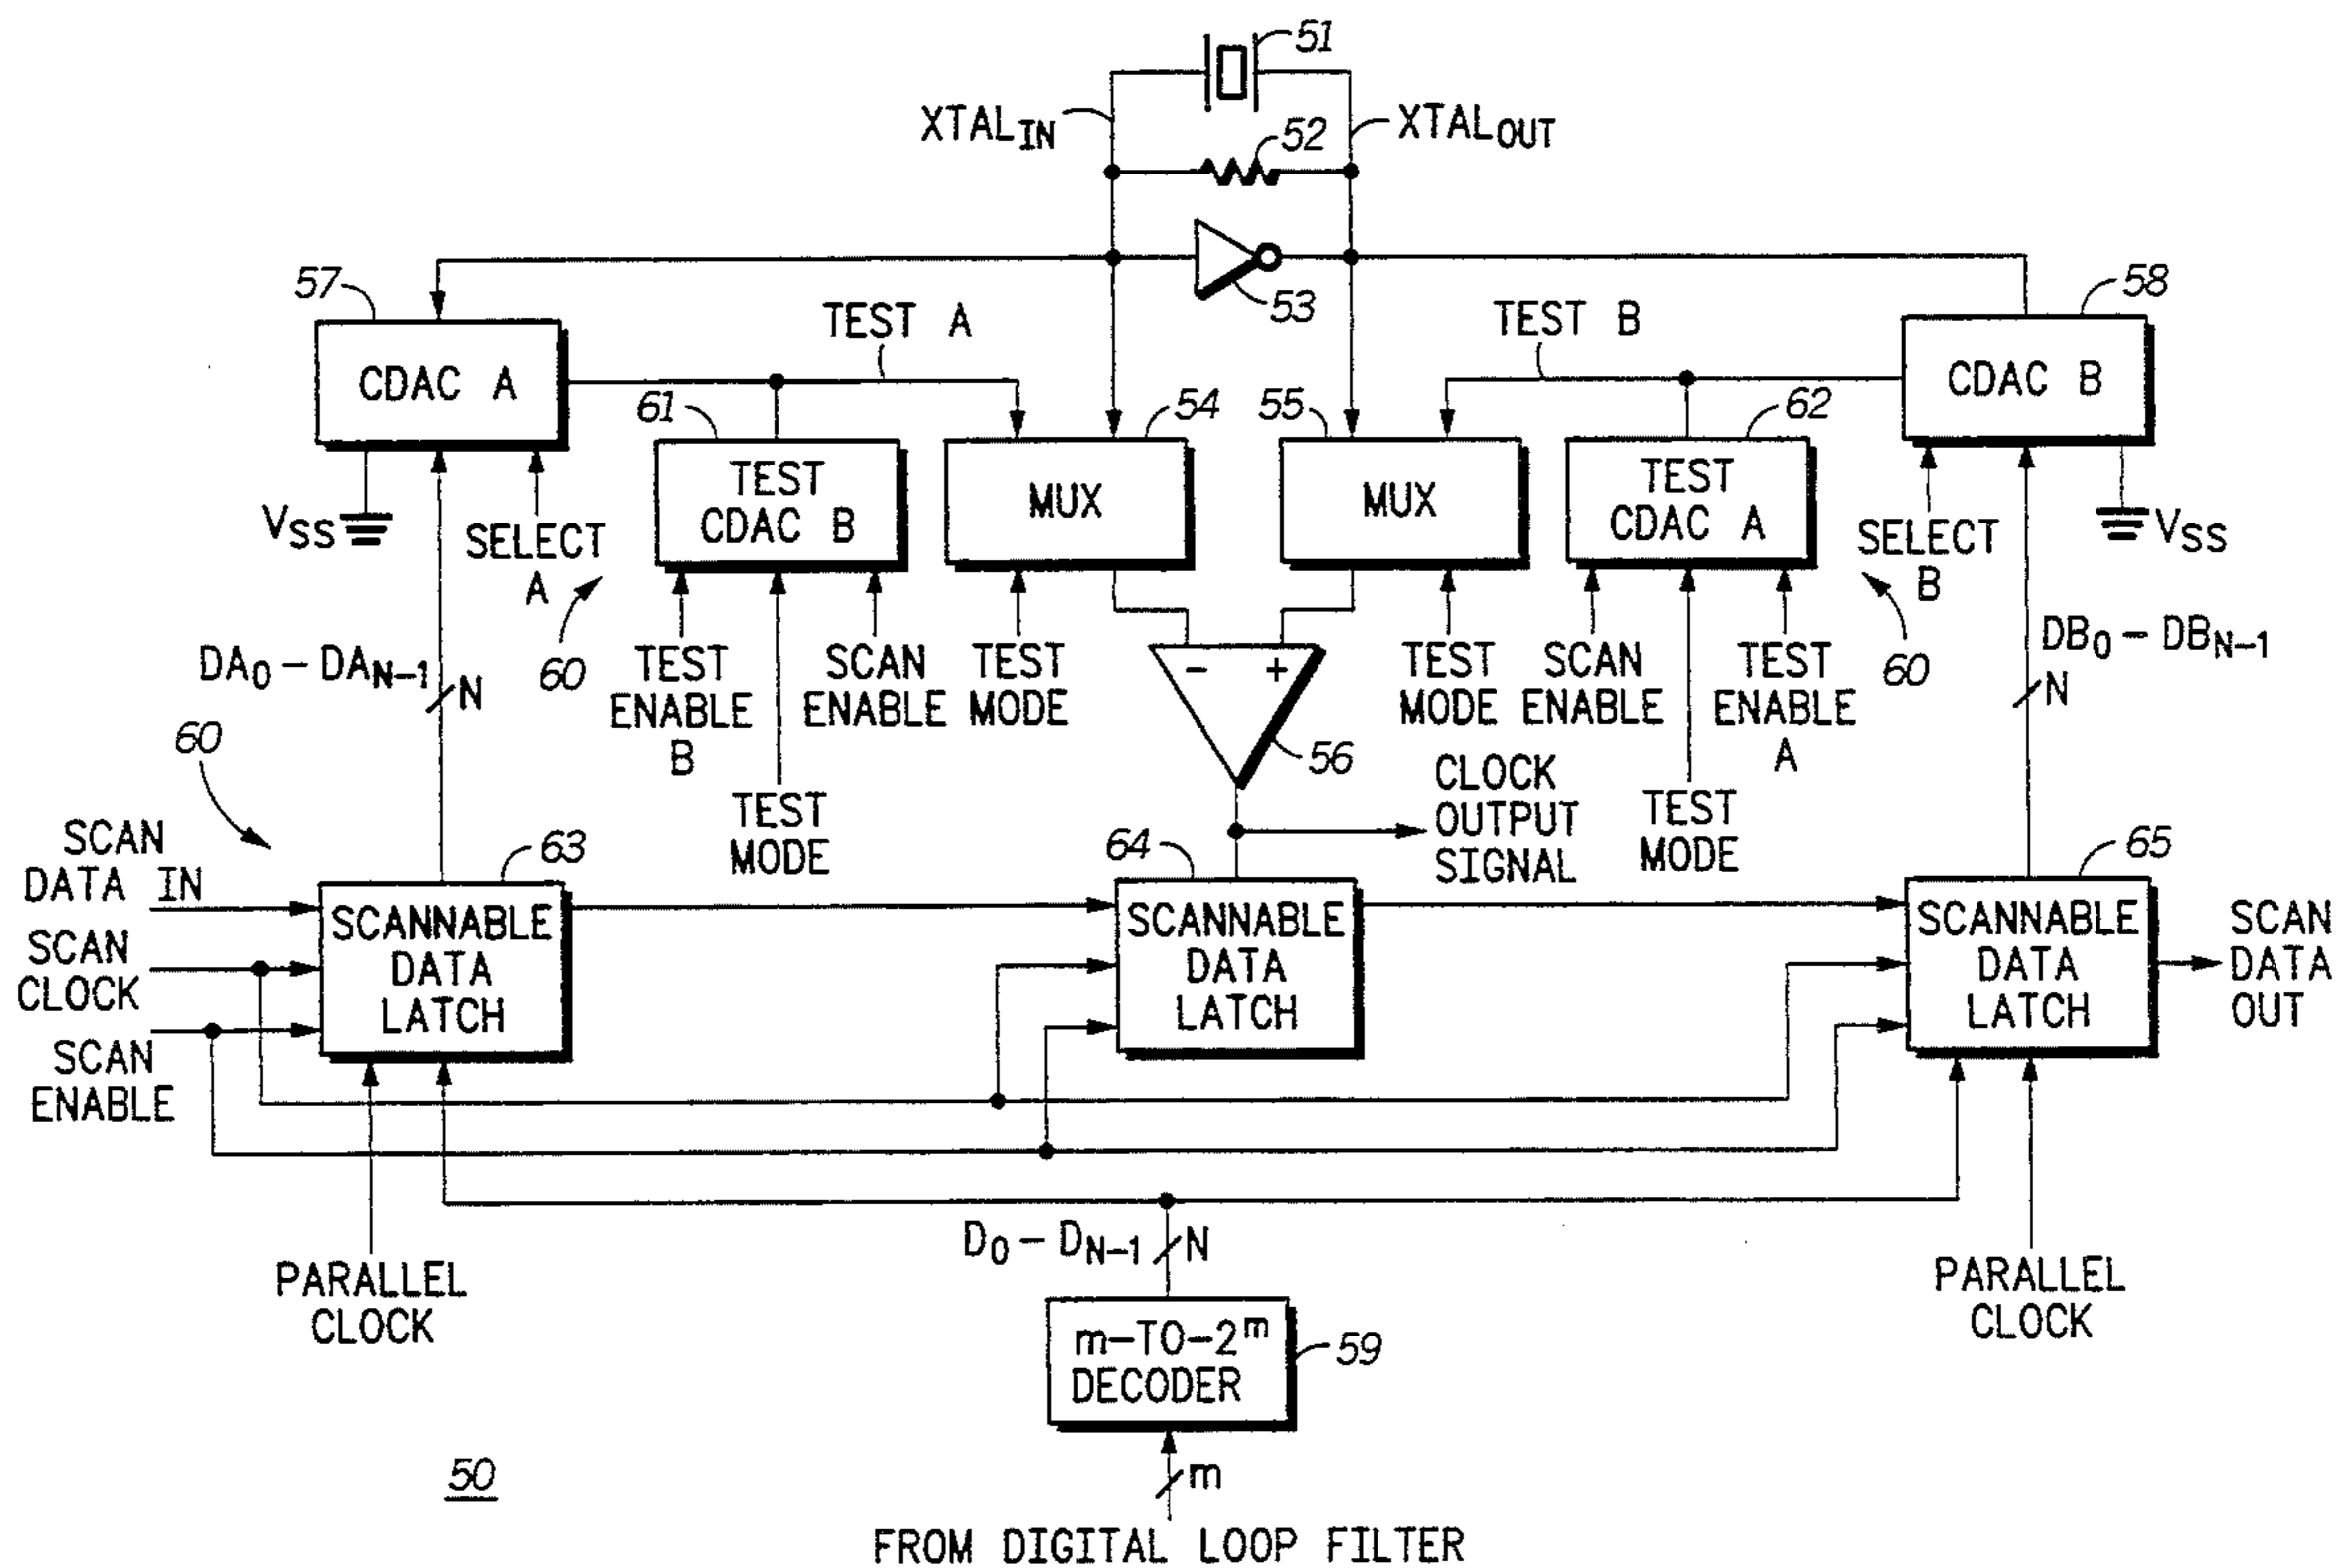 51
XTAL_IN
52
XTAL_OUT
53
57
TEST A
TEST B
58
CDAC A
61
54
55
62
CDAC B
TEST
CDAC B
MUX
MUX
TEST
CDAC A
VSS
SELECT
A
60
SELECT
B
VSS
60
DA0 – DAN-1
N
TEST
ENABLE
B
TEST
MODE
SCAN
ENABLE
TEST
MODE
- +
56
TEST
MODE
SCAN
ENABLE
TEST
MODE
TEST
ENABLE
A
DB0 – DBN-1
N
60
CLOCK
OUTPUT
SIGNAL
SCAN
DATA IN
SCAN
CLOCK
SCAN
ENABLE
63
SCANNABLE
DATA
LATCH
64
SCANNABLE
DATA
LATCH
65
SCANNABLE
DATA
LATCH
SCAN
DATA
OUT
PARALLEL
CLOCK
D0 – DN-1
N
PARALLEL
CLOCK
m-TO-2^m
DECODER
59
m
50
FROM DIGITAL LOOP FILTER